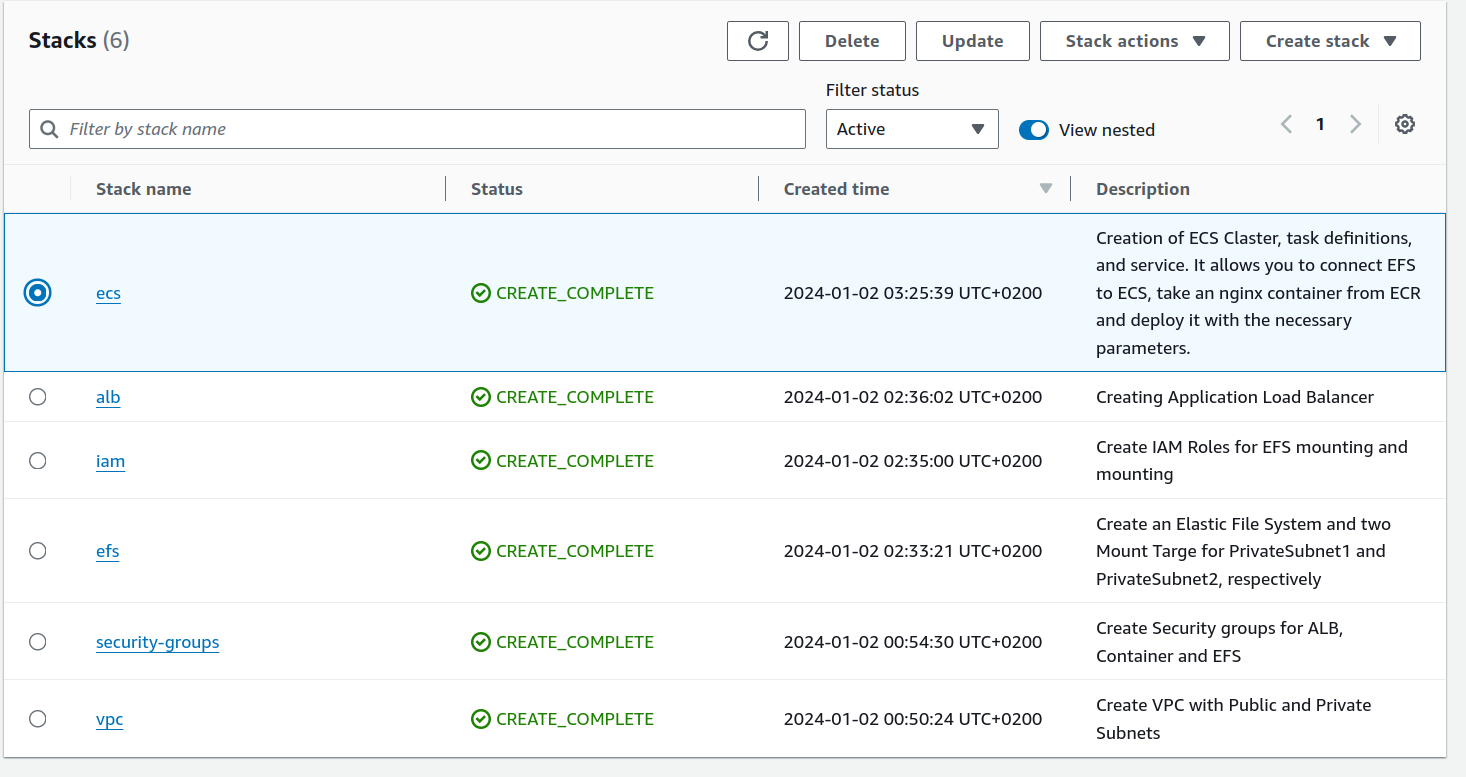 Stacks (6)
Delete
Update
Stack actions
Create stack
Filter status
Filter by stack name
Active
View nested
1
Stack name
Status
Created time
Description
ecs
CREATE_COMPLETE
2024-01-02 03:25:39 UTC+0200
Creation of ECS Claster, task definitions,
and service. It allows you to connect EFS
to ECS, take an nginx container from ECR
and deploy it with the necessary
parameters.
alb
CREATE_COMPLETE
2024-01-02 02:36:02 UTC+0200
Creating Application Load Balancer
iam
CREATE_COMPLETE
2024-01-02 02:35:00 UTC+0200
Create IAM Roles for EFS mounting and
mounting
efs
CREATE_COMPLETE
2024-01-02 02:33:21 UTC+0200
Create an Elastic File System and two
Mount Targe for PrivateSubnet1 and
PrivateSubnet2, respectively
security-groups
CREATE_COMPLETE
2024-01-02 00:54:30 UTC+0200
Create Security groups for ALB,
Container and EFS
vpc
CREATE_COMPLETE
2024-01-02 00:50:24 UTC+0200
Create VPC with Public and Private
Subnets